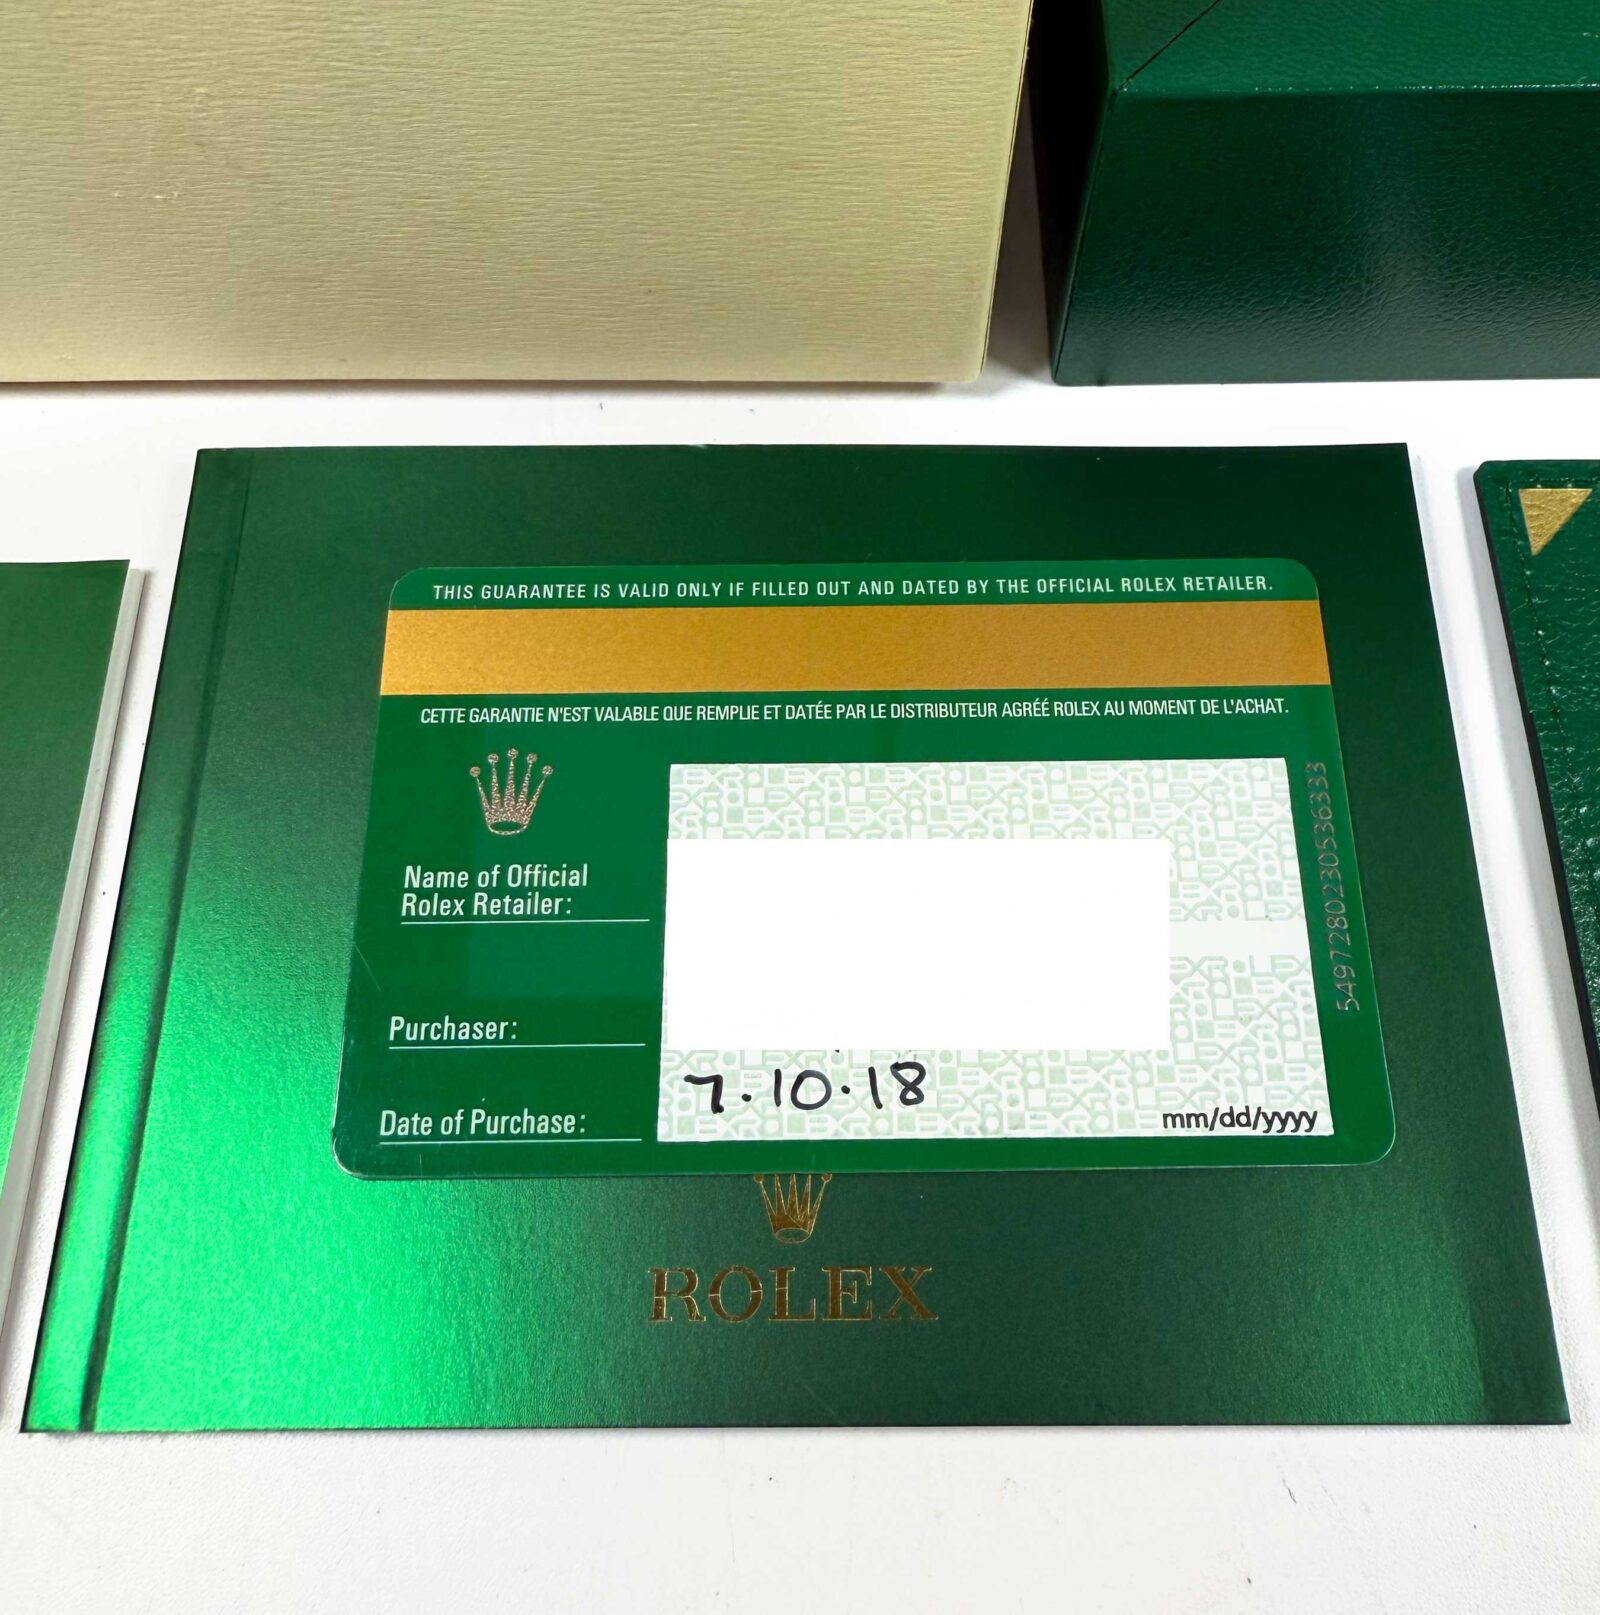 THIS GUARANTEE IS VALID ONLY IF FILLED OUT AND DATED BY THE OFFICIAL ROLEX RETAILER.
CETTE GARANTIE N'EST VALABLE QUE REMPLIE ET DATÉE PAR LE DISTRIBUTEUR AGRÉÉ ROLEX AU MOMENT DE L'ACHAT.
Name of Official
Rolex Retailer:
Purchaser:
Date of Purchase:
7.10.18
mm/dd/yyyy
5497280230536333
ROLEX